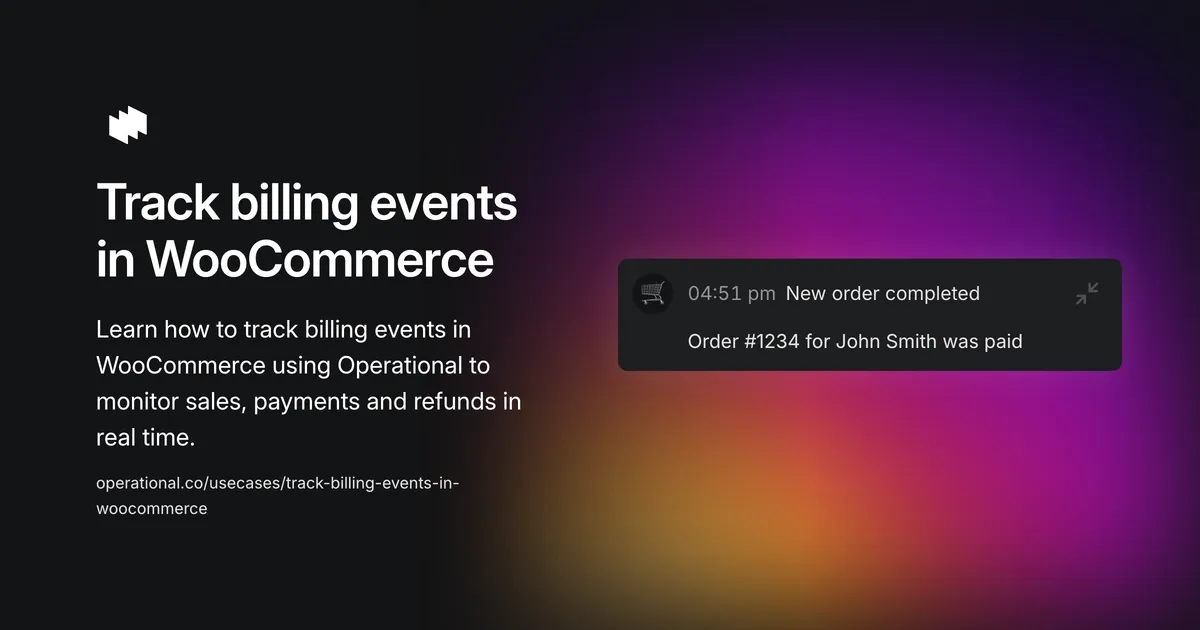 Track billing events
in WooCommerce
Learn how to track billing events in
WooCommerce using Operational to
monitor sales, payments and refunds in
real time.
operational.co/usecases/track-billing-events-in-
woocommerce
04:51 pm New order completed
Order #1234 for John Smith was paid